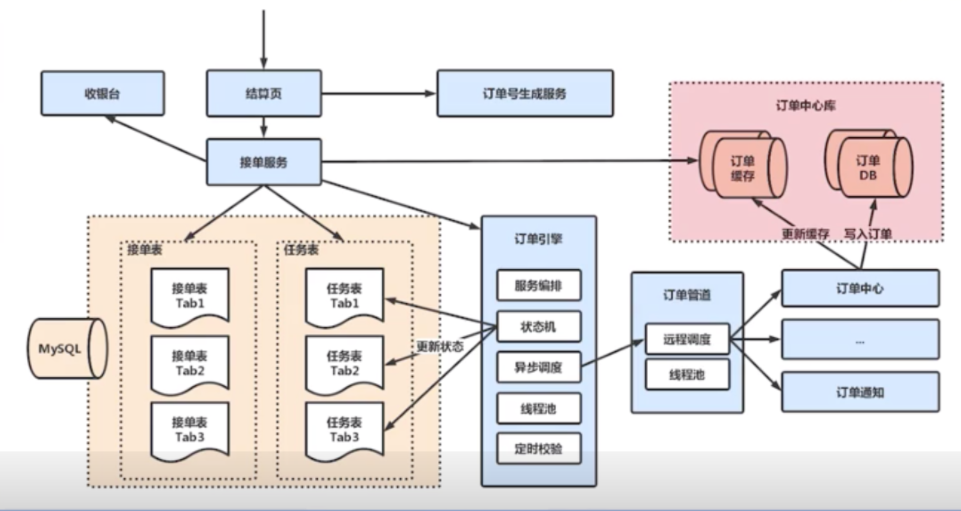 收银台
结算页
订单号生成服务
接单服务
订单中心库
订单
缓存
订单
DB
更新缓存
写入订单
MySQL
接单表
接单表
Tab1
接单表
Tab2
接单表
Tab3
任务表
任务表
Tab1
任务表
Tab2
任务表
Tab3
更新状态
订单引擎
服务编排
状态机
异步调度
线程池
定时校验
订单管道
远程调度
线程池
订单中心
...
订单通知